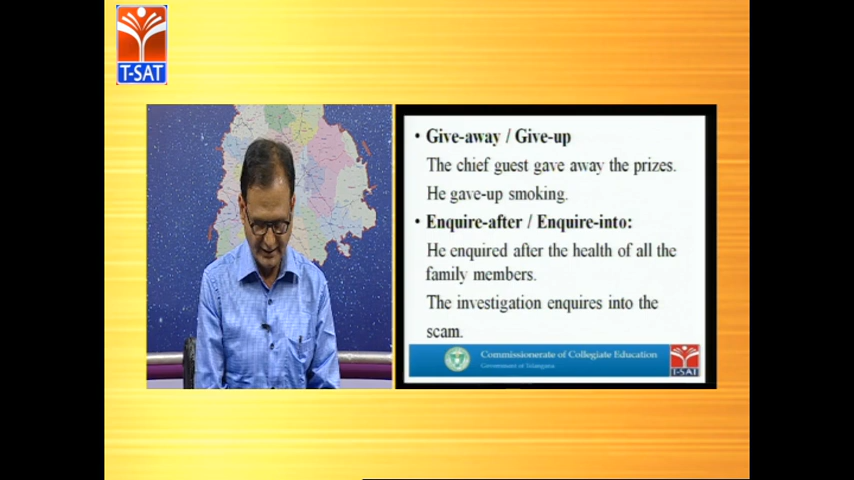 T-SAT
• Give-away / Give-up
The chief guest gave away the prizes.
He gave-up smoking.
• Enquire-after / Enquire-into:
He enquired after the health of all the
family members.
The investigation enquires into the
scam.
Commissionerate of Collegiate Education
Government of Telangana
T-SAT